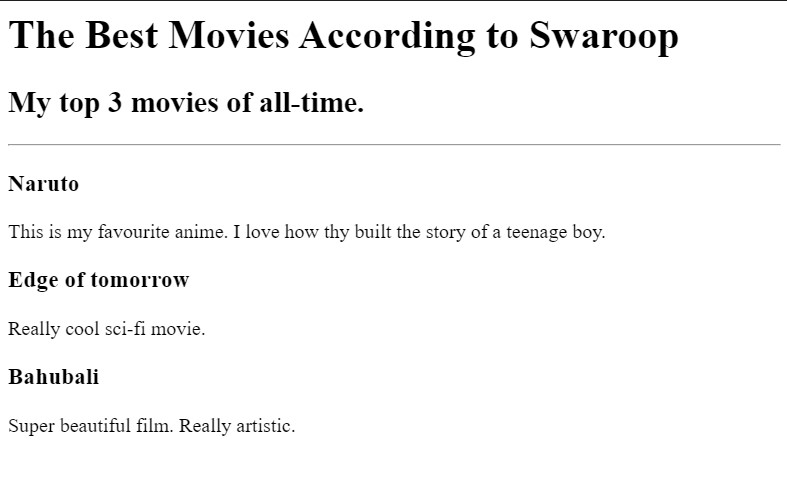 The Best Movies According to Swaroop
My top 3 movies of all-time.
Naruto
This is my favourite anime. I love how thy built the story of a teenage boy.
Edge of tomorrow
Really cool sci-fi movie.
Bahubali
Super beautiful film. Really artistic.